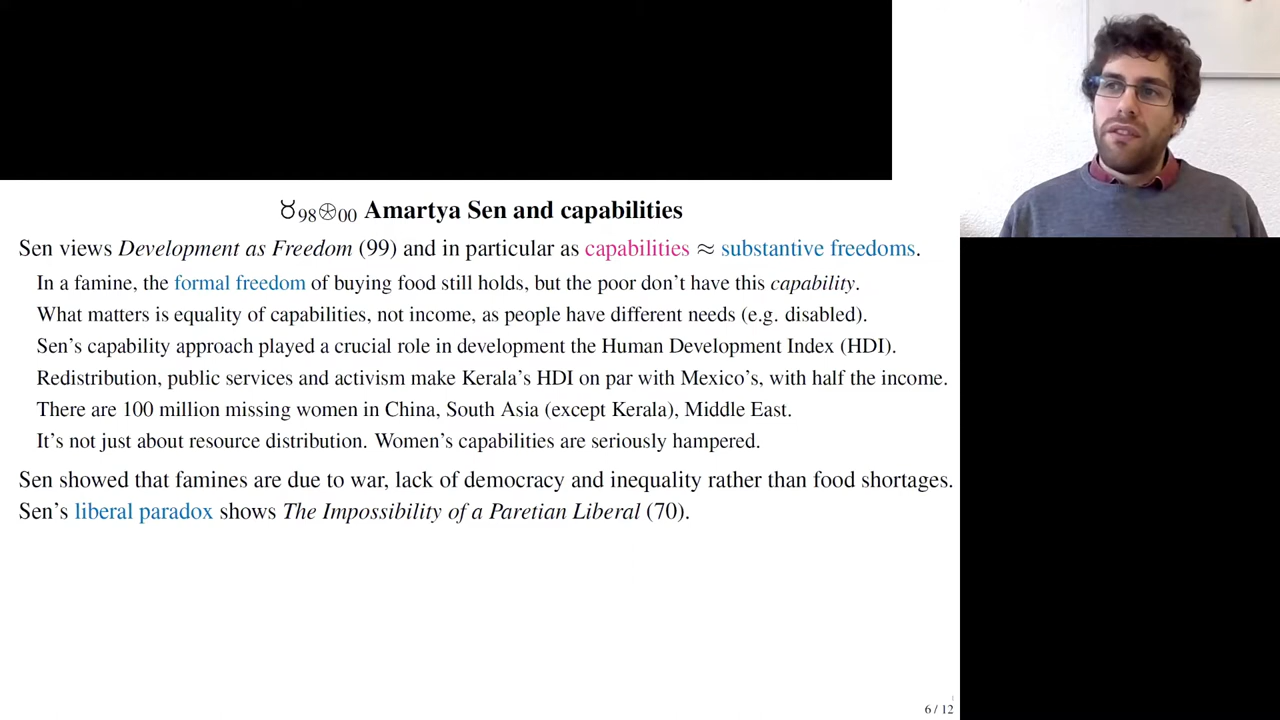 ♉98⊛00 Amartya Sen and capabilities
Sen views Development as Freedom (99) and in particular as capabilities ≈ substantive freedoms.
In a famine, the formal freedom of buying food still holds, but the poor don't have this capability.
What matters is equality of capabilities, not income, as people have different needs (e.g. disabled).
Sen's capability approach played a crucial role in development the Human Development Index (HDI).
Redistribution, public services and activism make Kerala's HDI on par with Mexico's, with half the income.
There are 100 million missing women in China, South Asia (except Kerala), Middle East.
It's not just about resource distribution. Women's capabilities are seriously hampered.
Sen showed that famines are due to war, lack of democracy and inequality rather than food shortages.
Sen's liberal paradox shows The Impossibility of a Paretian Liberal (70).
6 / 12